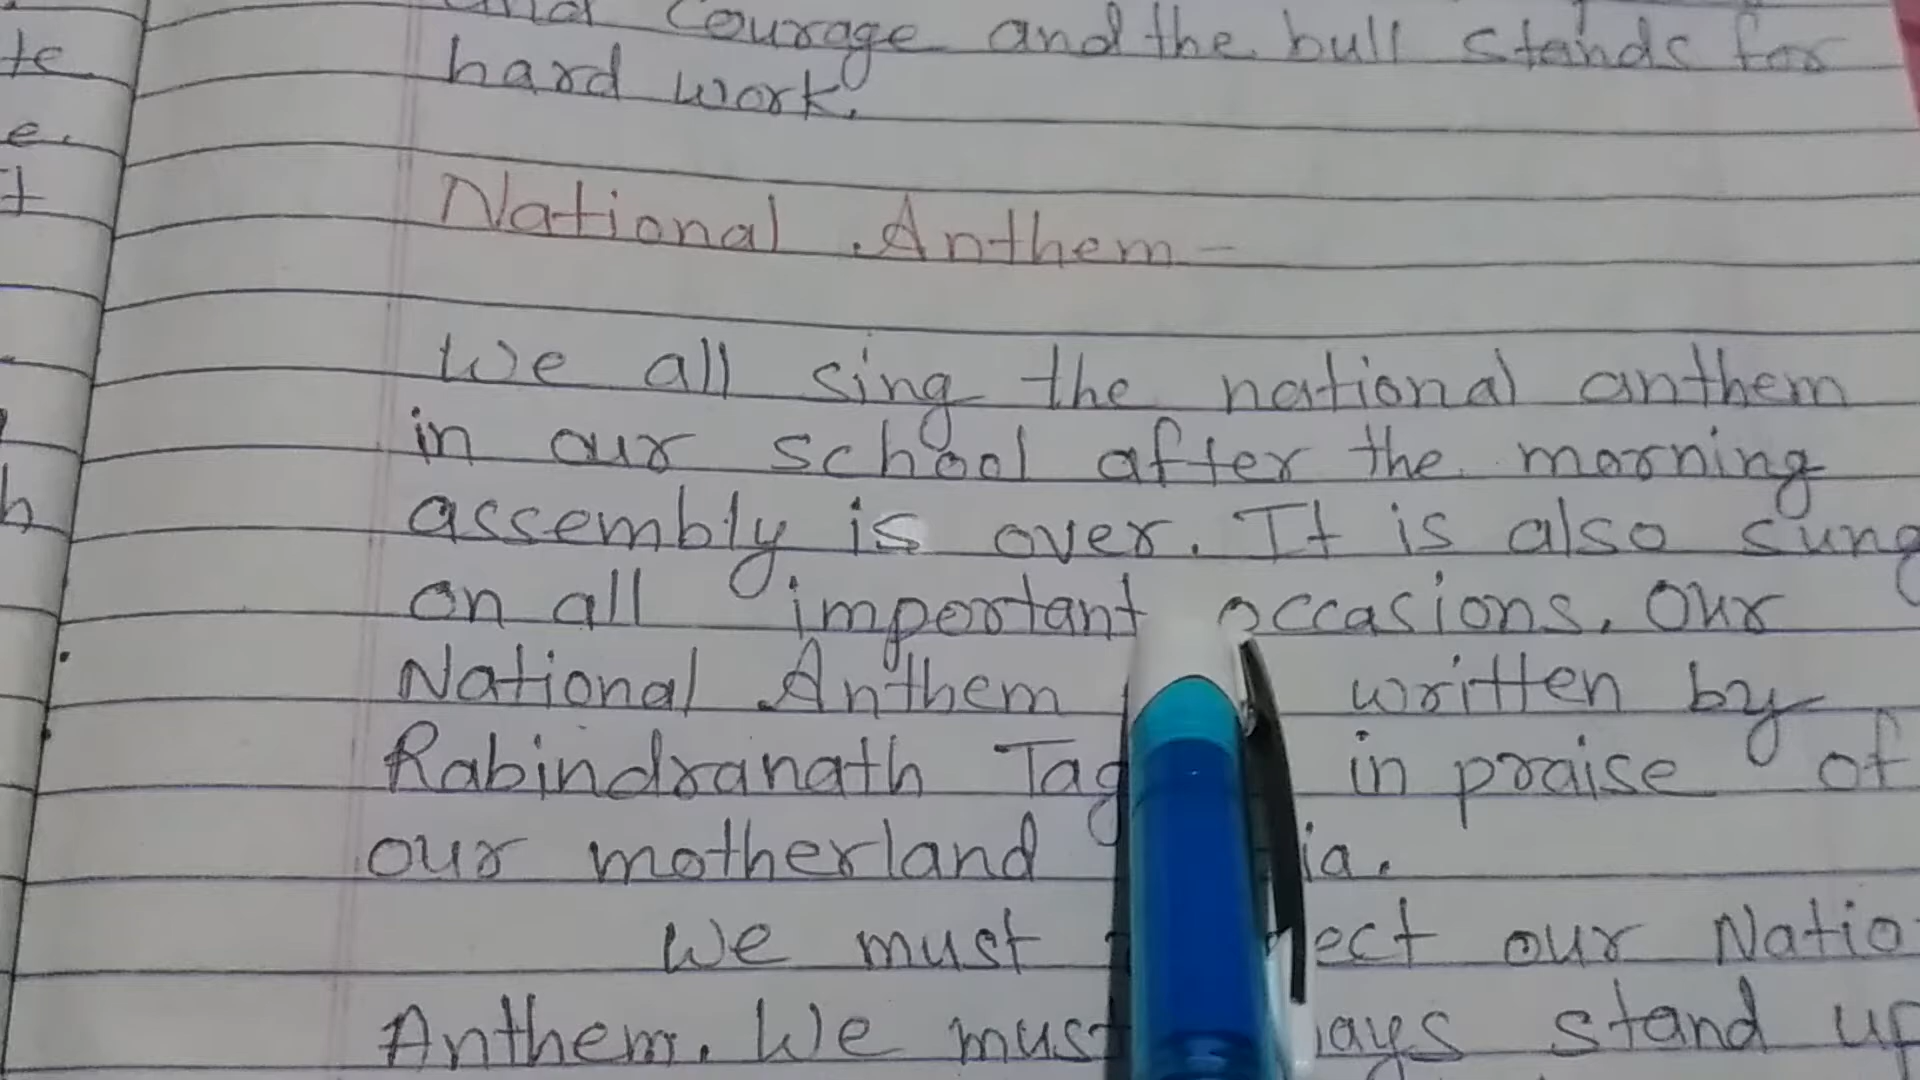 Courage and the bull stands for
hard work.
National Anthem -
We all sing the national anthem
in our school after the morning
assembly is over. It is also sung
on all important occasions. Our
National Anthem written by
Rabindranath in praise of
our motherland
We must our
Anthem. We must stand up